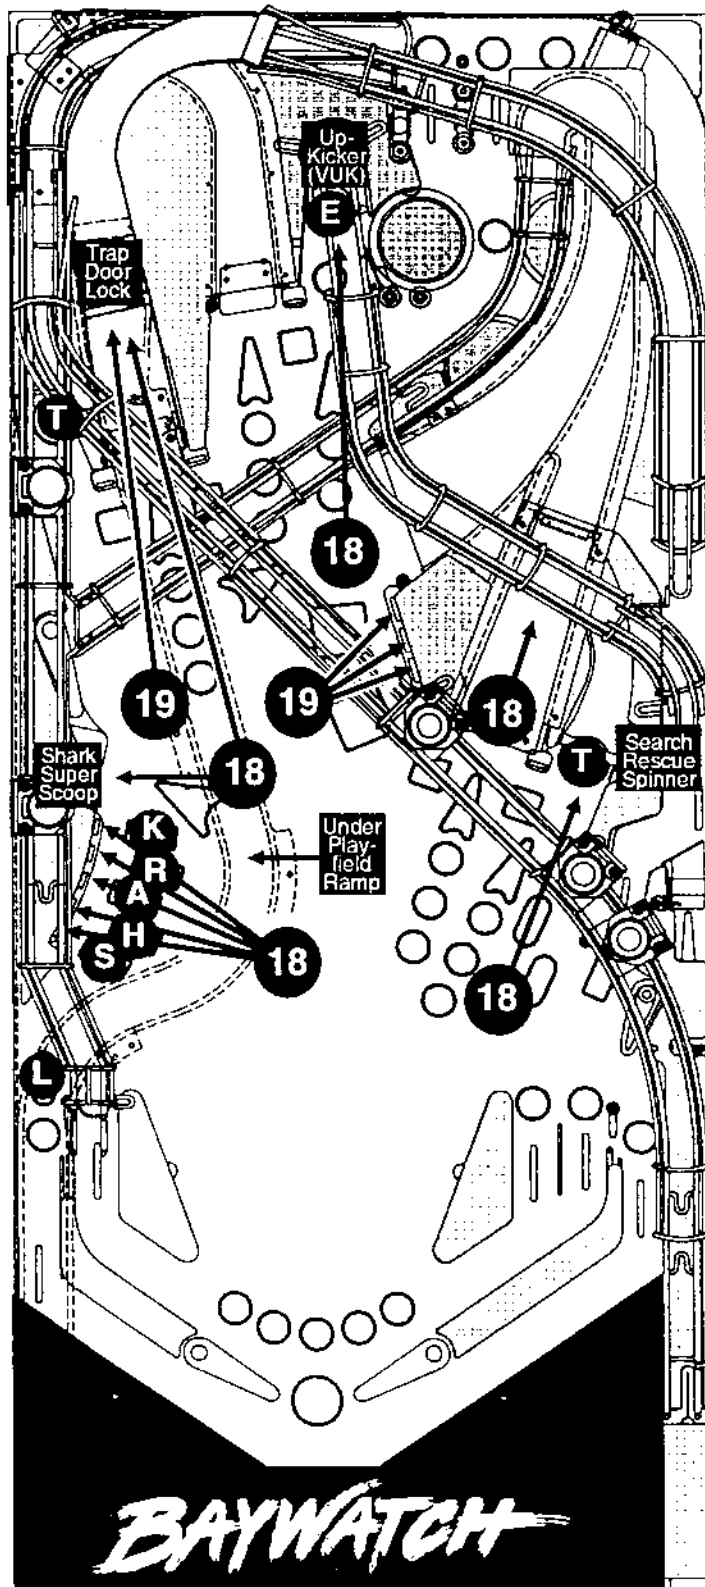 Up-
Kicker
(VUK)
E
Trap
Door
Lock
T
18
19
19
18
T
Search
Rescue
Spinner
Shark
Super
Scoop
18
K
R
A
H
S
Under
Play-
field
Ramp
18
18
L
BAYWATCH